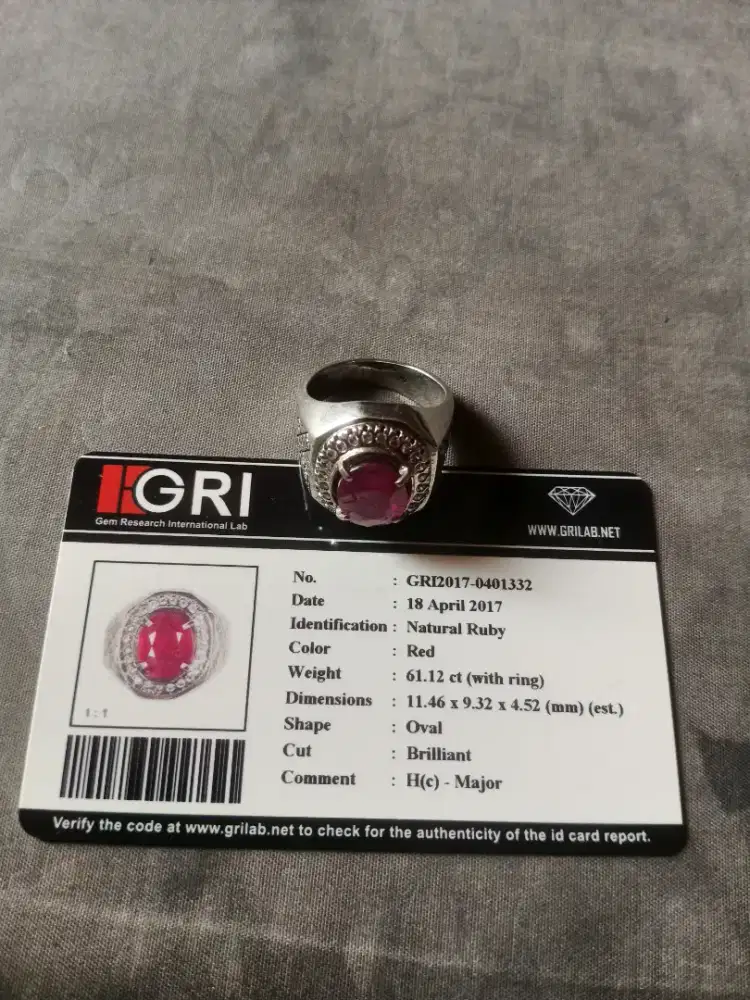 GRI
Gem Research International Lab
WWW.GRILAB.NET
No. : GRI2017-0401332
Date : 18 April 2017
Identification : Natural Ruby
Color : Red
Weight : 61.12 ct (with ring)
Dimensions : 11.46 x 9.32 x 4.52 (mm) (est.)
Shape : Oval
Cut : Brilliant
Comment : H(c) - Major
1:1
Verify the code at www.grilab.net to check for the authenticity of the id card report.